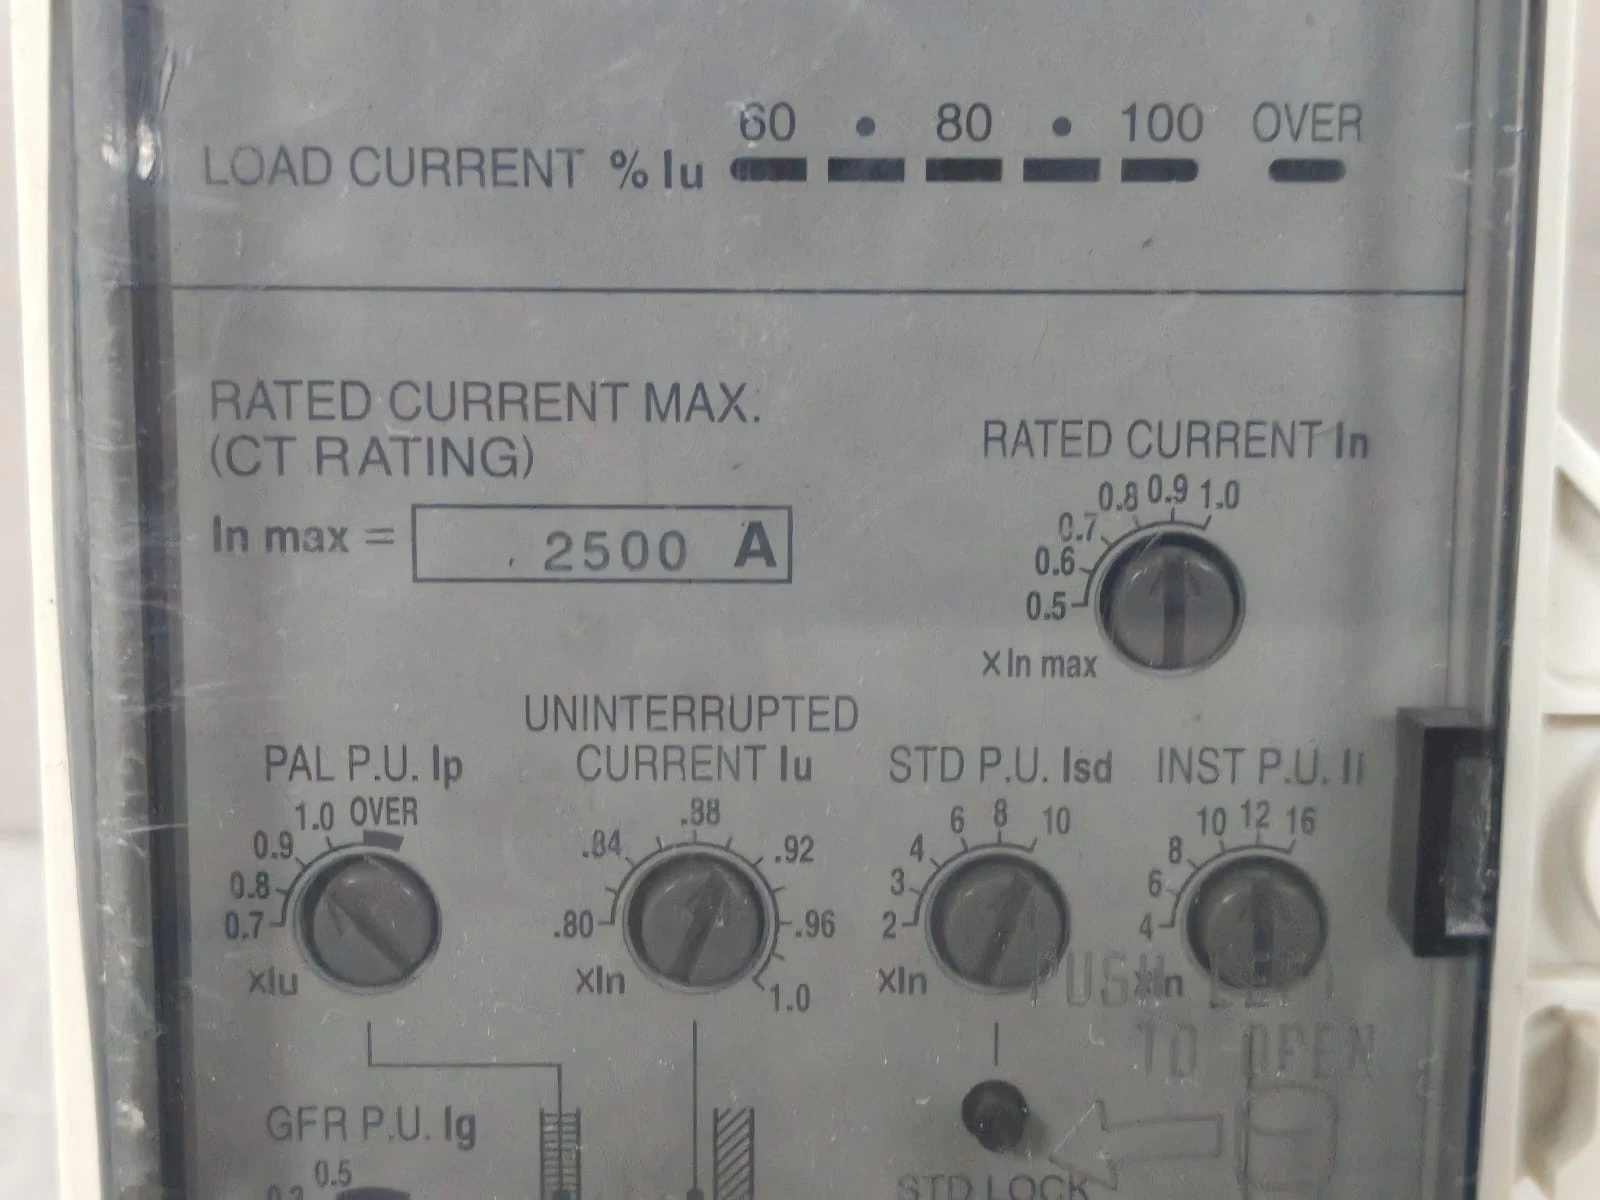 60 • 80 • 100 OVER
LOAD CURRENT % Iu
RATED CURRENT MAX.
(CT RATING)
In max = 2500 A
RATED CURRENT In
0.5 0.6 0.7 0.8 0.9 1.0
X In max
PAL P.U. Ip
0.7 0.8 0.9 1.0 OVER
xIu
UNINTERRUPTED
CURRENT Iu
.80 .84 .88 .92 .96 1.0
xIn
STD P.U. Isd
2 3 4 6 8 10
xIn
INST P.U. Ii
4 6 8 10 12 16
xIn
PUSH LEFT
TO OPEN
GFR P.U. Ig
0.5
STD LOCK